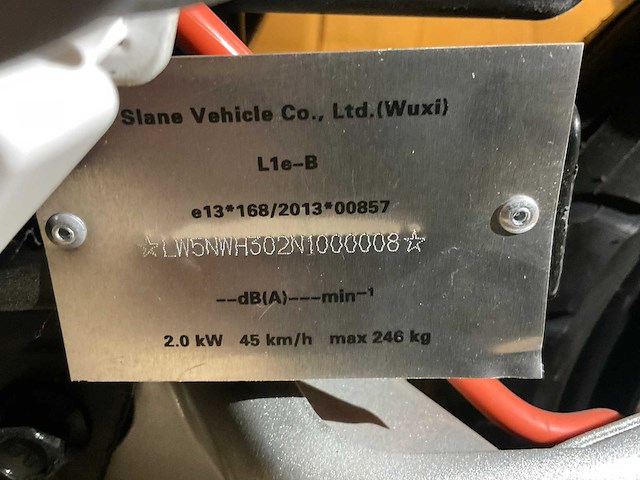 Slane Vehicle Co., Ltd.(Wuxi)
L1e-B
e13*168/2013*00857
☆LW5NWH302N1000008☆
--dB(A)---min⁻¹
2.0 kW 45 km/h max 246 kg